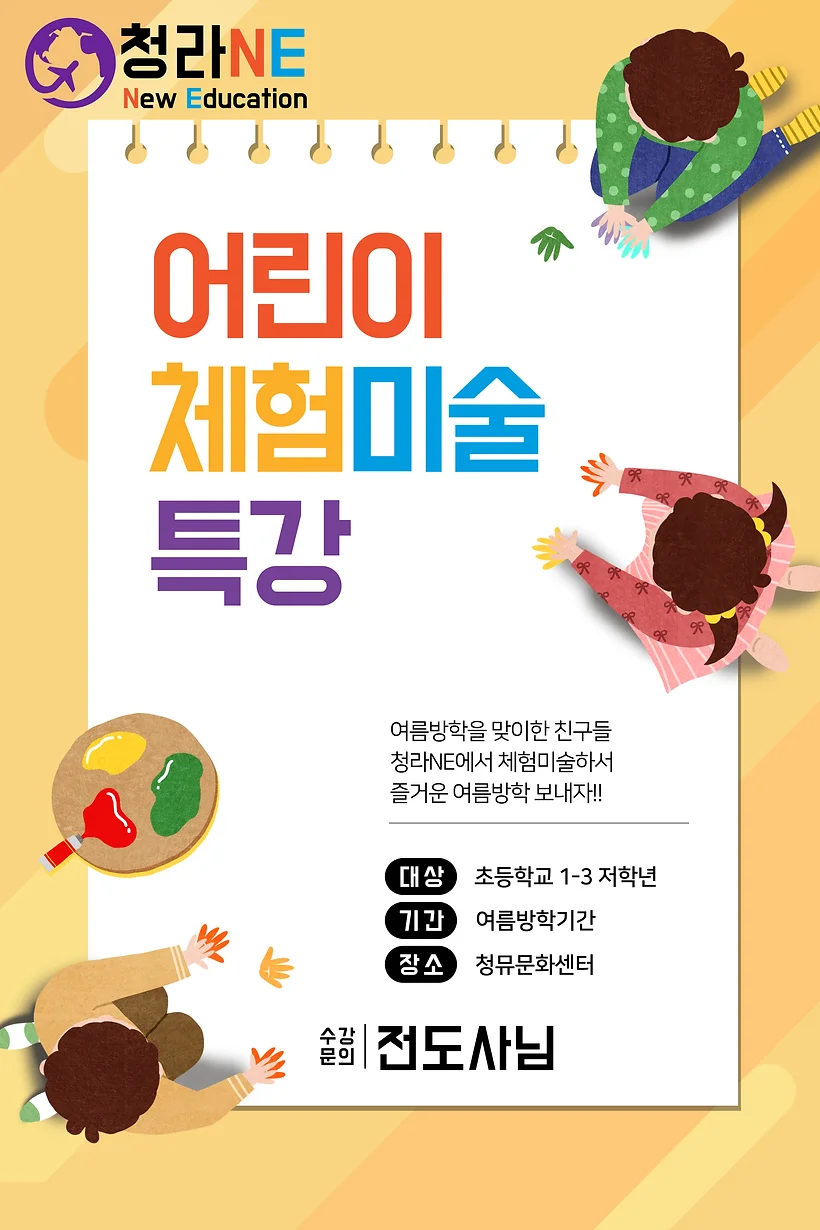 청라NE
New Education
어린이
체험미술
특강
여름방학을 맞이한 친구들
청라NE에서 체험미술하서
즐거운 여름방학 보내자!!
대상 초등학교 1-3 저학년
기간 여름방학기간
장소 청뮤문화센터
수강
문의 전도사님